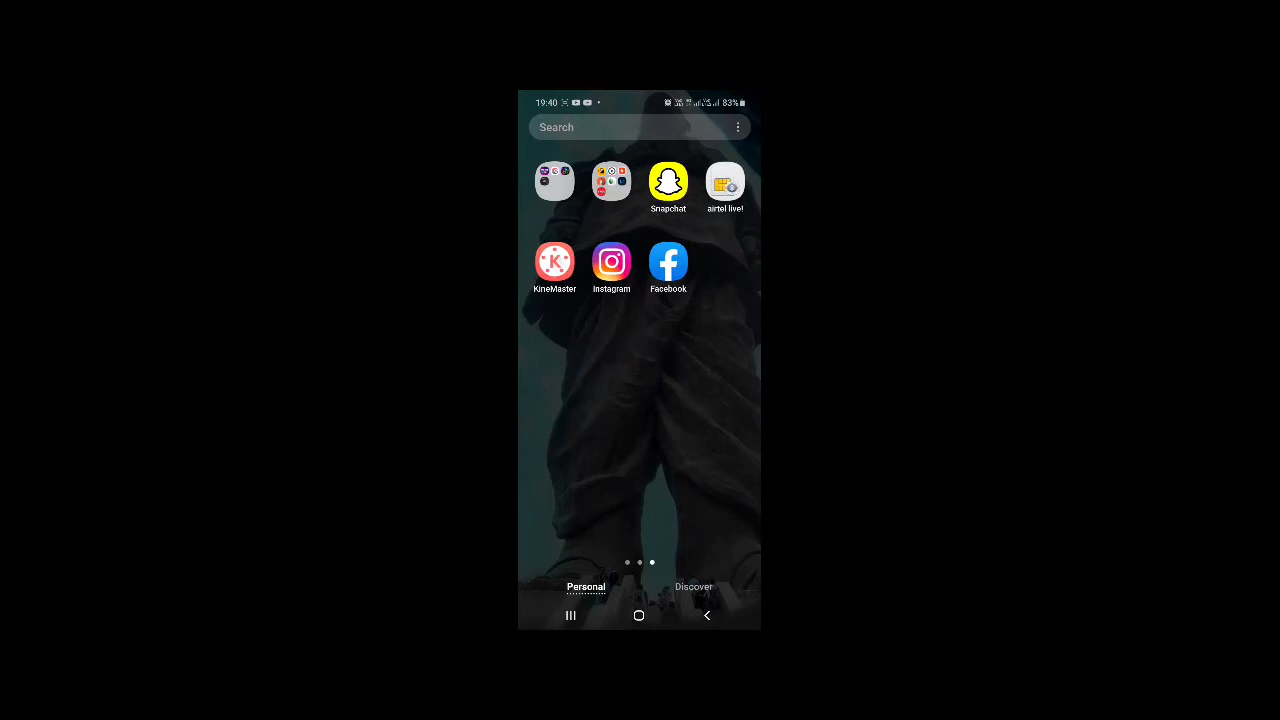 19:40 83%
Search
Snapchat airtel live!
KineMaster Instagram Facebook
Personal Discover